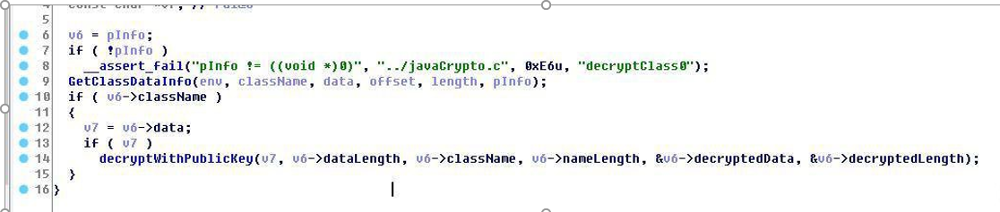 5
6 v6 = pInfo;
7 if ( !pInfo )
8 __assert_fail("pInfo != ((void *)0)", "../javaCrypto.c", 0xE6u, "decryptClass0");
9 GetClassDataInfo(env, className, data, offset, length, pInfo);
10 if ( v6->className )
11 {
12 v7 = v6->data;
13 if ( v7 )
14 decryptWithPublicKey(v7, v6->dataLength, v6->className, v6->nameLength, &v6->decryptedData, &v6->decryptedLength);
15 }
16 }